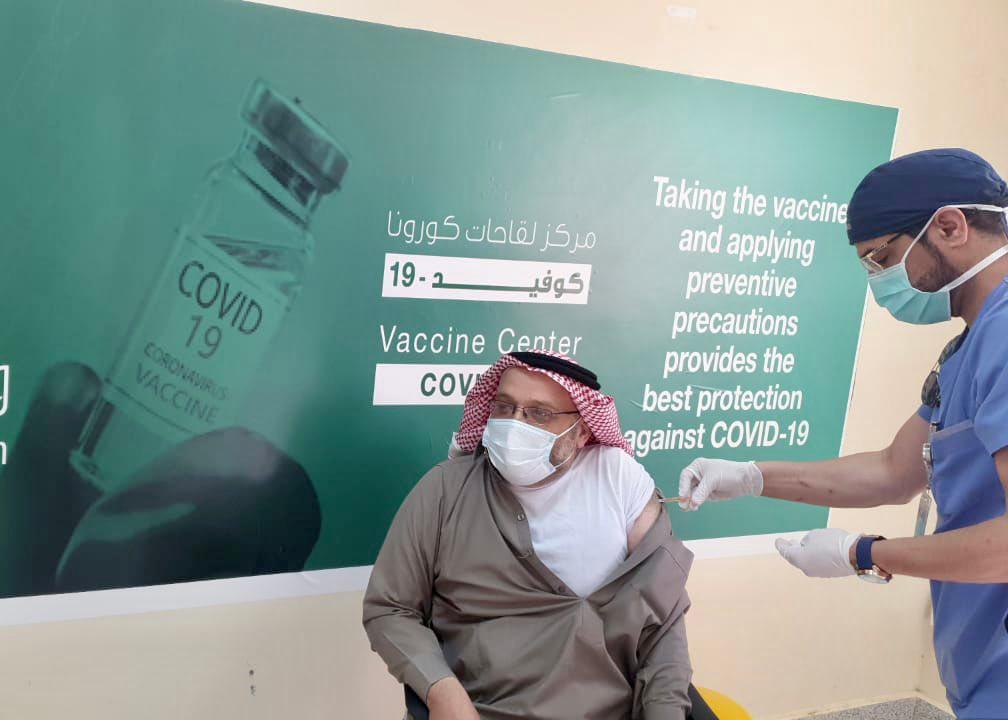 COVID
19
CORONAVIRUS
VACCINE
مركز لقاحات كورونا
كوفيد - 19
Vaccine Center
Taking the vaccine
and applying
preventive
precautions
provides the
best protection
against COVID-19